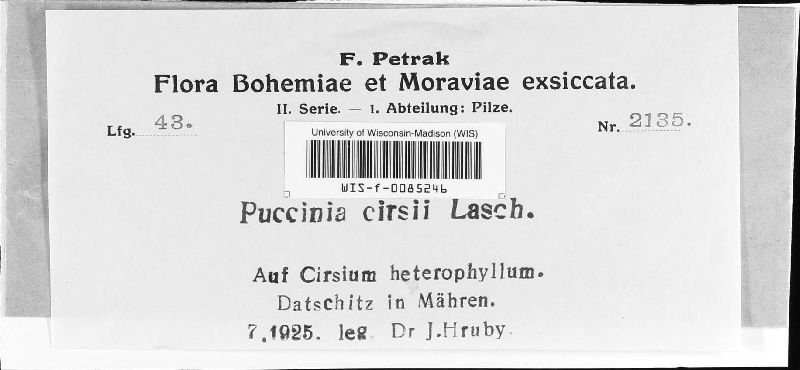 F. Petrak
Flora Bohemiae et Moraviae exsiccata.
II. Serie. — 1. Abteilung: Pilze.
Lfg. 43.
Nr. 2135.
University of Wisconsin-Madison (WIS)
WIS-f-0085246
Puccinia cirsii Lasch.
Auf Cirsium heterophyllum.
Datschitz in Mähren.
7.1925. leg. Dr J.Hruby.